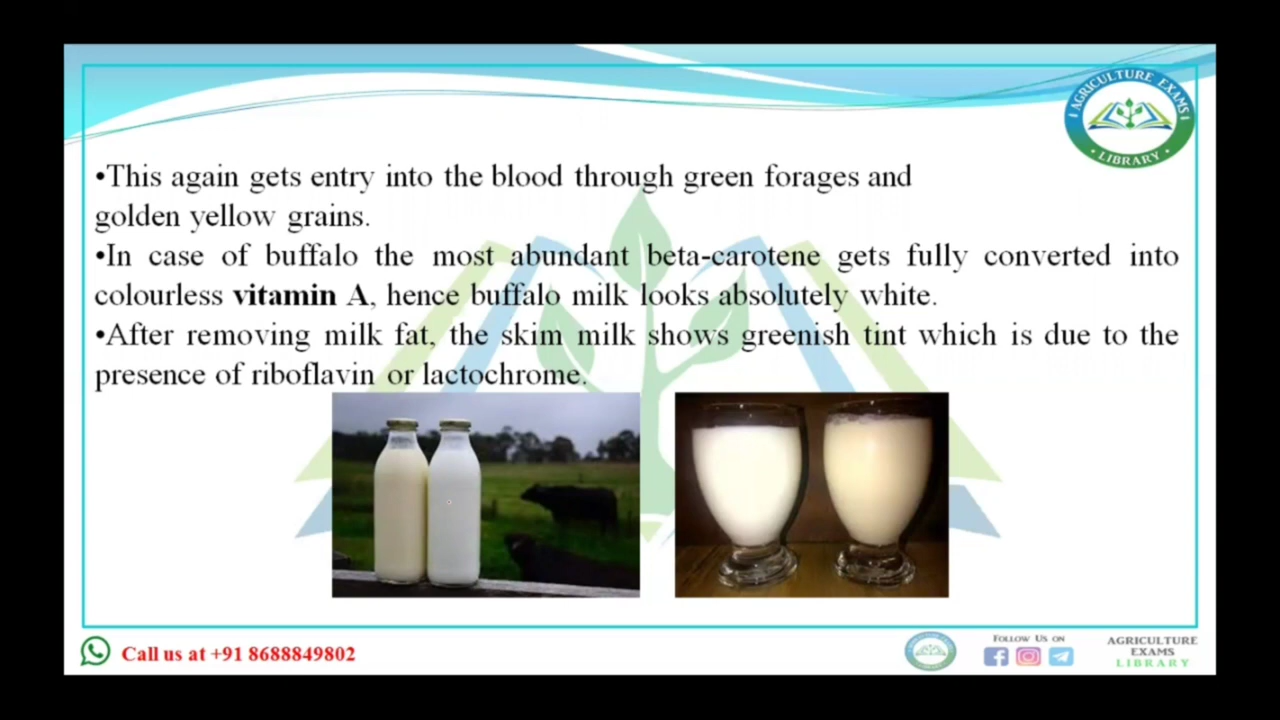 AGRICULTURE EXAMS
LIBRARY
•This again gets entry into the blood through green forages and
golden yellow grains.
•In case of buffalo the most abundant beta-carotene gets fully converted into
colourless vitamin A, hence buffalo milk looks absolutely white.
•After removing milk fat, the skim milk shows greenish tint which is due to the
presence of riboflavin or lactochrome.
Call us at +91 8688849802
Follow Us on
AGRICULTURE
EXAMS
LIBRARY